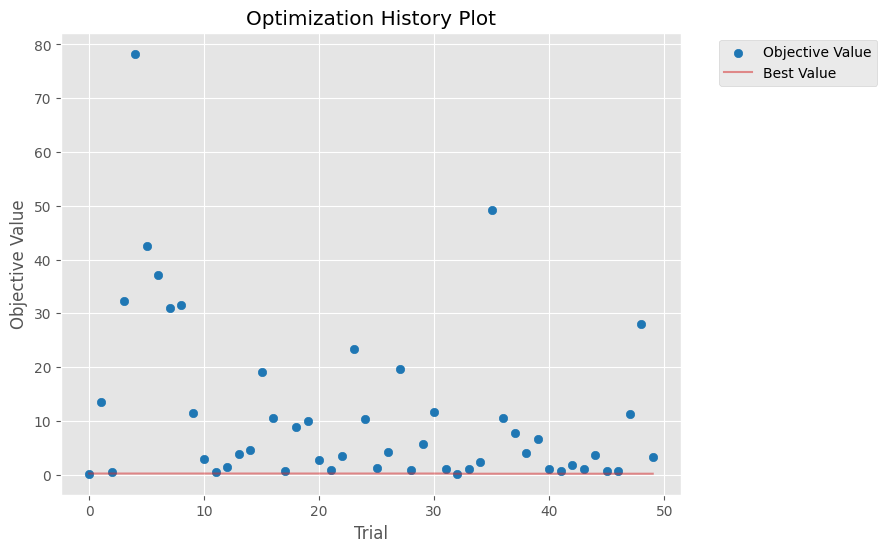 Optimization History Plot
Objective Value
Best Value
80
70
60
50
40
30
20
10
0
Objective Value
0 10 20 30 40 50
Trial